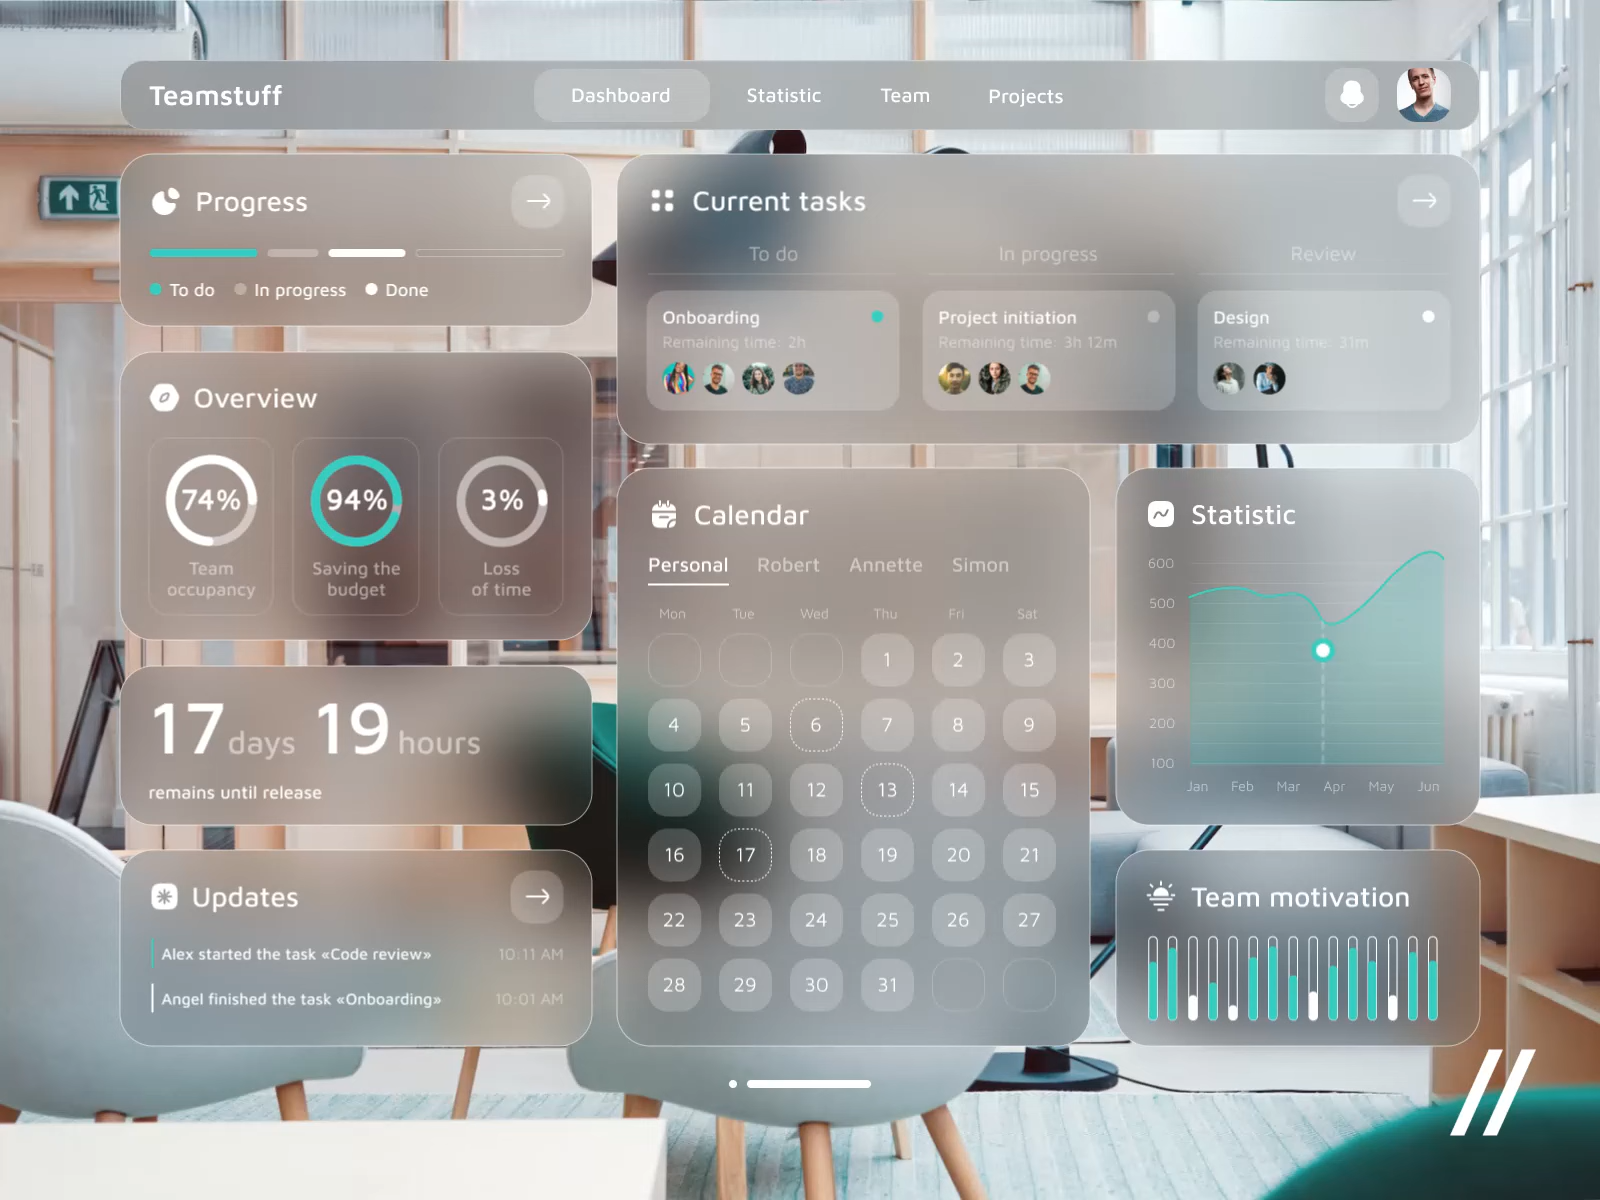 Teamstuff
Dashboard Statistic Team Projects
Progress
To do In progress Done
Overview
74% 94% 3%
Team occupancy
Saving the budget
Loss of time
17 days 19 hours
remains until release
Updates
Alex started the task «Code review» 10:11 AM
Angel finished the task «Onboarding» 10:01 AM
Current tasks
To do In progress Review
Onboarding
Remaining time: 2h
Project initiation
Remaining time: 3h 12m
Design
Remaining time: 31m
Calendar
Personal Robert Annette Simon
Mon Tue Wed Thu Fri Sat
1 2 3
4 5 6 7 8 9
10 11 12 13 14 15
16 17 18 19 20 21
22 23 24 25 26 27
28 29 30 31
Statistic
600
500
400
300
200
100
Jan Feb Mar Apr May Jun
Team motivation